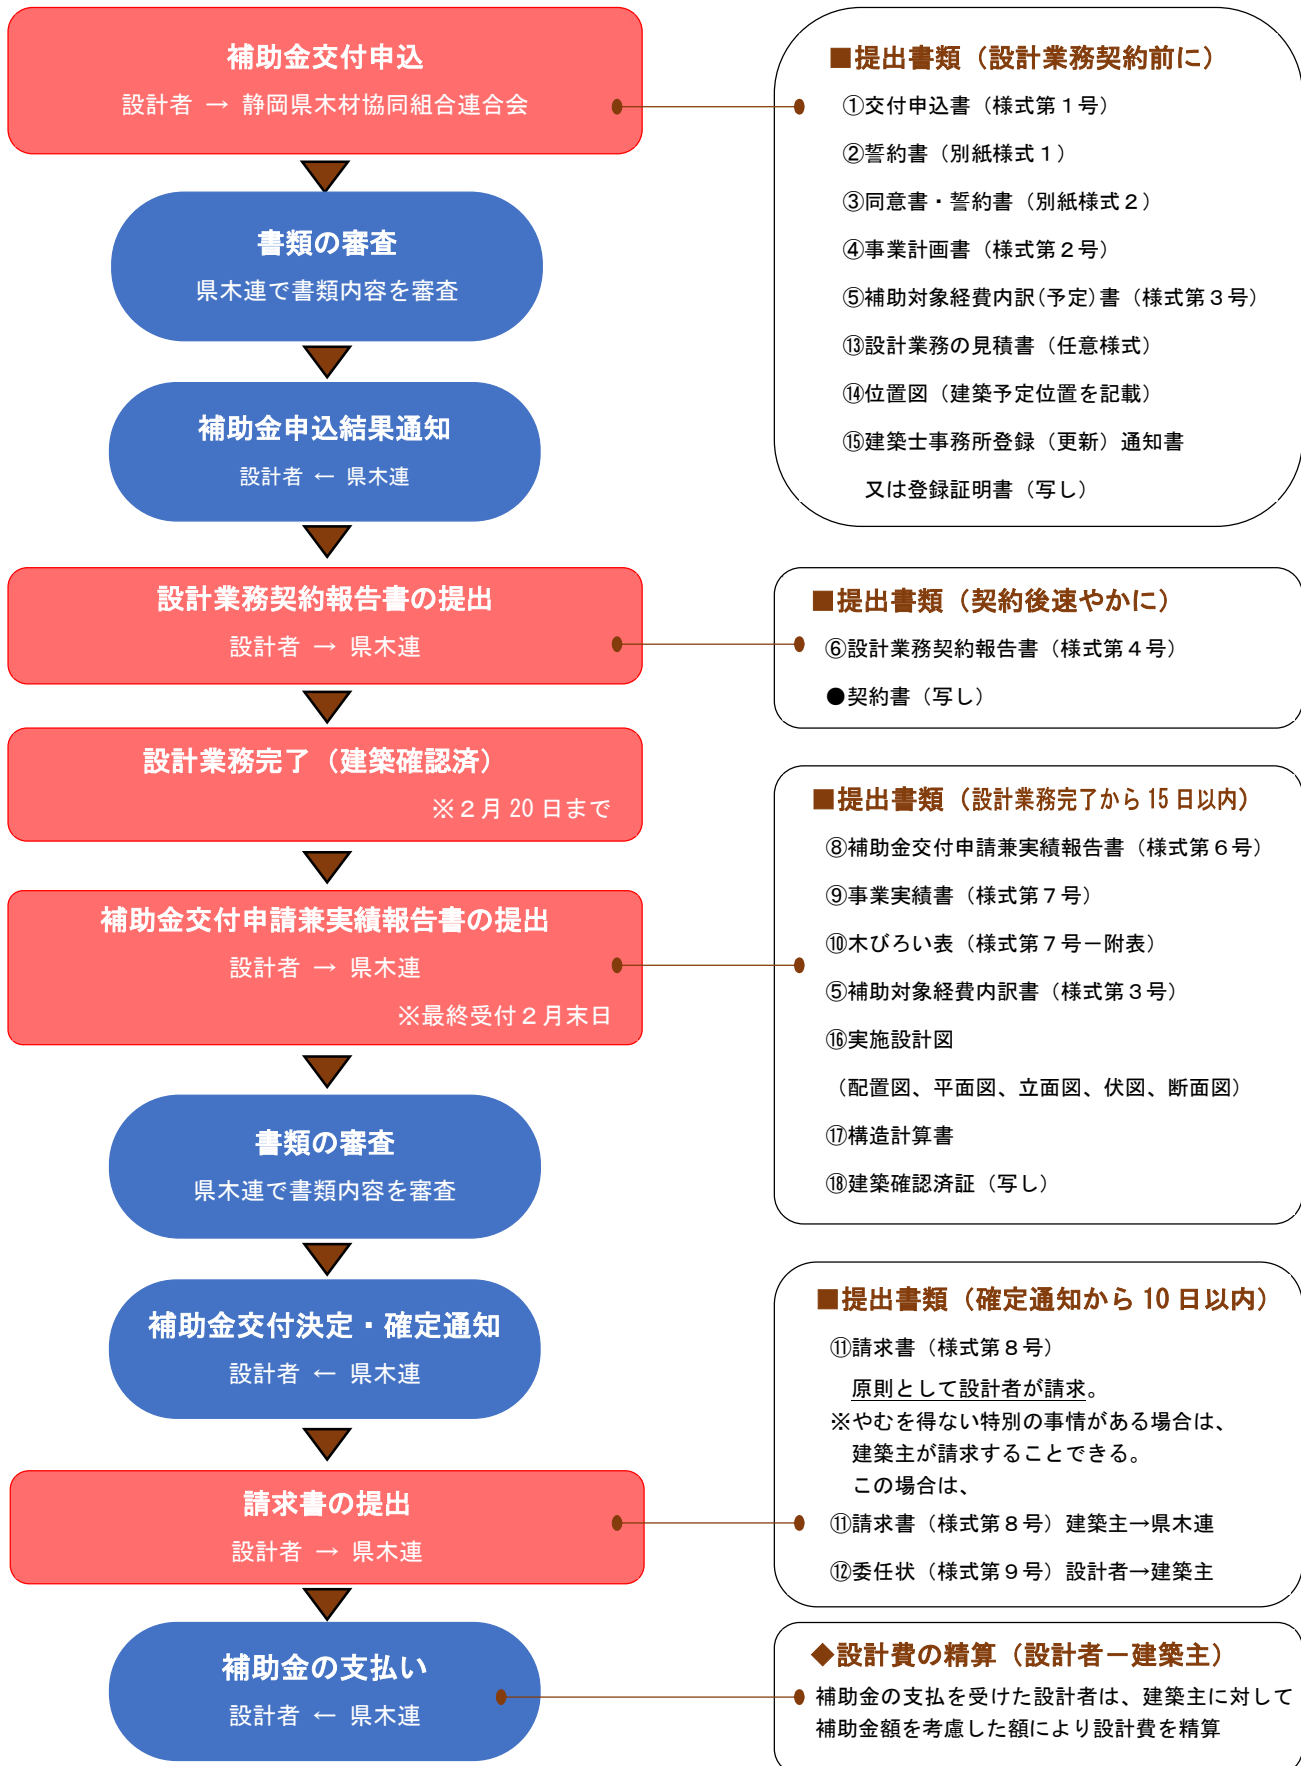 補助金交付申込
設計者 → 静岡県木材協同組合連合会
■提出書類（設計業務契約前に）
①交付申込書（様式第１号）
②誓約書（別紙様式１）
③同意書・誓約書（別紙様式２）
④事業計画書（様式第２号）
⑤補助対象経費内訳(予定)書（様式第３号）
⑬設計業務の見積書（任意様式）
⑭位置図（建築予定位置を記載）
⑮建築士事務所登録（更新）通知書
又は登録証明書（写し）
書類の審査
県木連で書類内容を審査
補助金申込結果通知
設計者 ← 県木連
設計業務契約報告書の提出
設計者 → 県木連
■提出書類（契約後速やかに）
⑥設計業務契約報告書（様式第４号）
●契約書（写し）
設計業務完了（建築確認済）
※２月20日まで
補助金交付申請兼実績報告書の提出
設計者 → 県木連
※最終受付２月末日
■提出書類（設計業務完了から15日以内）
⑧補助金交付申請兼実績報告書（様式第６号）
⑨事業実績書（様式第７号）
⑩木びろい表（様式第７号－附表）
⑤補助対象経費内訳書（様式第３号）
⑯実施設計図
（配置図、平面図、立面図、伏図、断面図）
⑰構造計算書
⑱建築確認済証（写し）
書類の審査
県木連で書類内容を審査
補助金交付決定・確定通知
設計者 ← 県木連
請求書の提出
設計者 → 県木連
■提出書類（確定通知から10日以内）
⑪請求書（様式第８号）
原則として設計者が請求。
※やむを得ない特別の事情がある場合は、
建築主が請求することできる。
この場合は、
⑪請求書（様式第８号）建築主→県木連
⑫委任状（様式第９号）設計者→建築主
補助金の支払い
設計者 ← 県木連
◆設計費の精算（設計者－建築主）
補助金の支払を受けた設計者は、建築主に対して
補助金額を考慮した額により設計費を精算